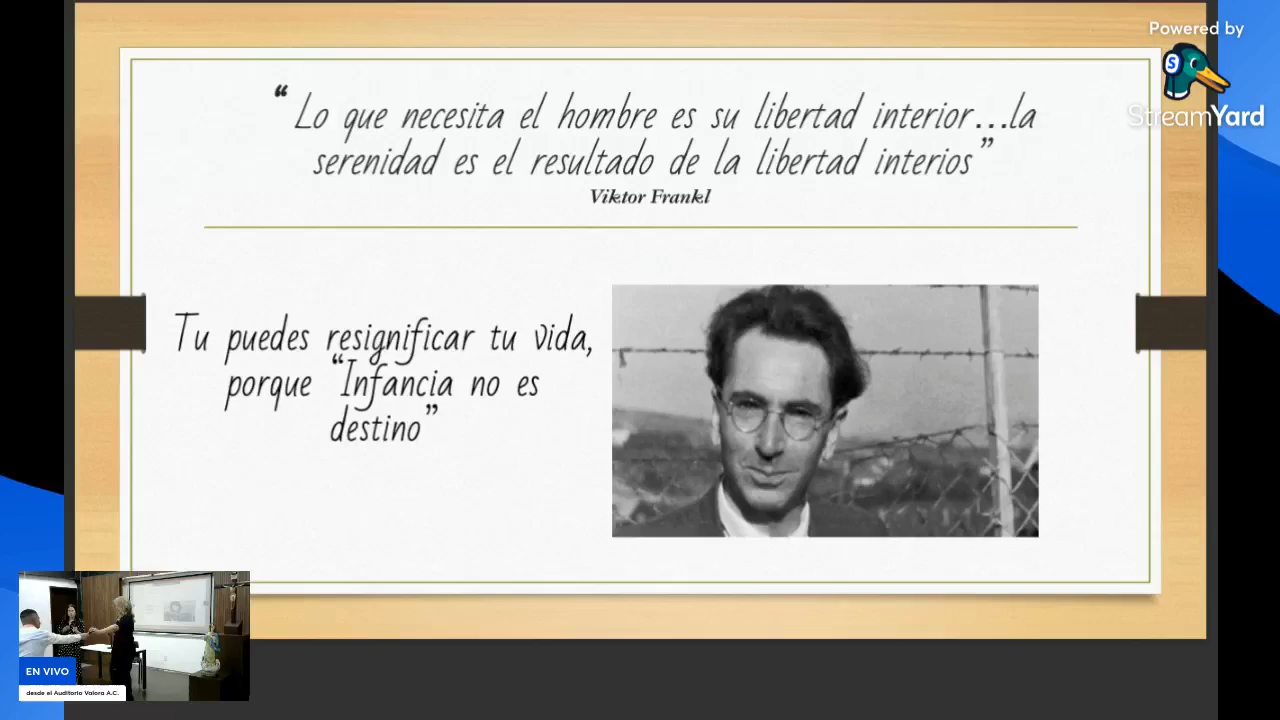 Powered by
StreamYard
“ Lo que necesita el hombre es su libertad interior...la
serenidad es el resultado de la libertad interios”
Viktor Frankl
Tu puedes resignificar tu vida,
porque “Infancia no es
destino”
EN VIVO
desde el Auditorio Valora A.C.